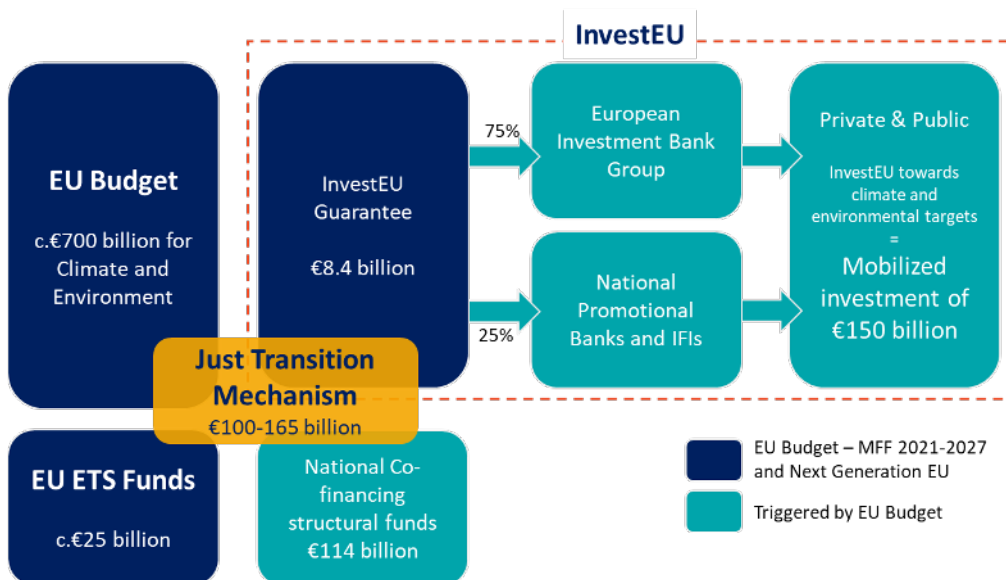 InvestEU
EU Budget
c.€700 billion for
Climate and
Environment
InvestEU
Guarantee
€8.4 billion
75%
25%
European
Investment Bank
Group
National
Promotional
Banks and IFIs
Private & Public
InvestEU towards
climate and
environmental targets
=
Mobilized
investment of
€150 billion
Just Transition
Mechanism
€100-165 billion
EU ETS Funds
c.€25 billion
National Co-
financing
structural funds
€114 billion
EU Budget – MFF 2021-2027
and Next Generation EU
Triggered by EU Budget